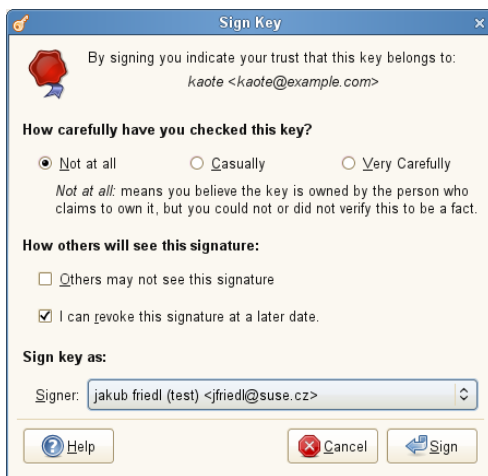 Sign Key
By signing you indicate your trust that this key belongs to:
kaote <kaote@example.com>
How carefully have you checked this key?
Not at all Casually Very Carefully
Not at all: means you believe the key is owned by the person who
claims to own it, but you could not or did not verify this to be a fact.
How others will see this signature:
Others may not see this signature
I can revoke this signature at a later date.
Sign key as:
Signer: jakub friedl (test) <jfriedl@suse.cz>
Help Cancel Sign